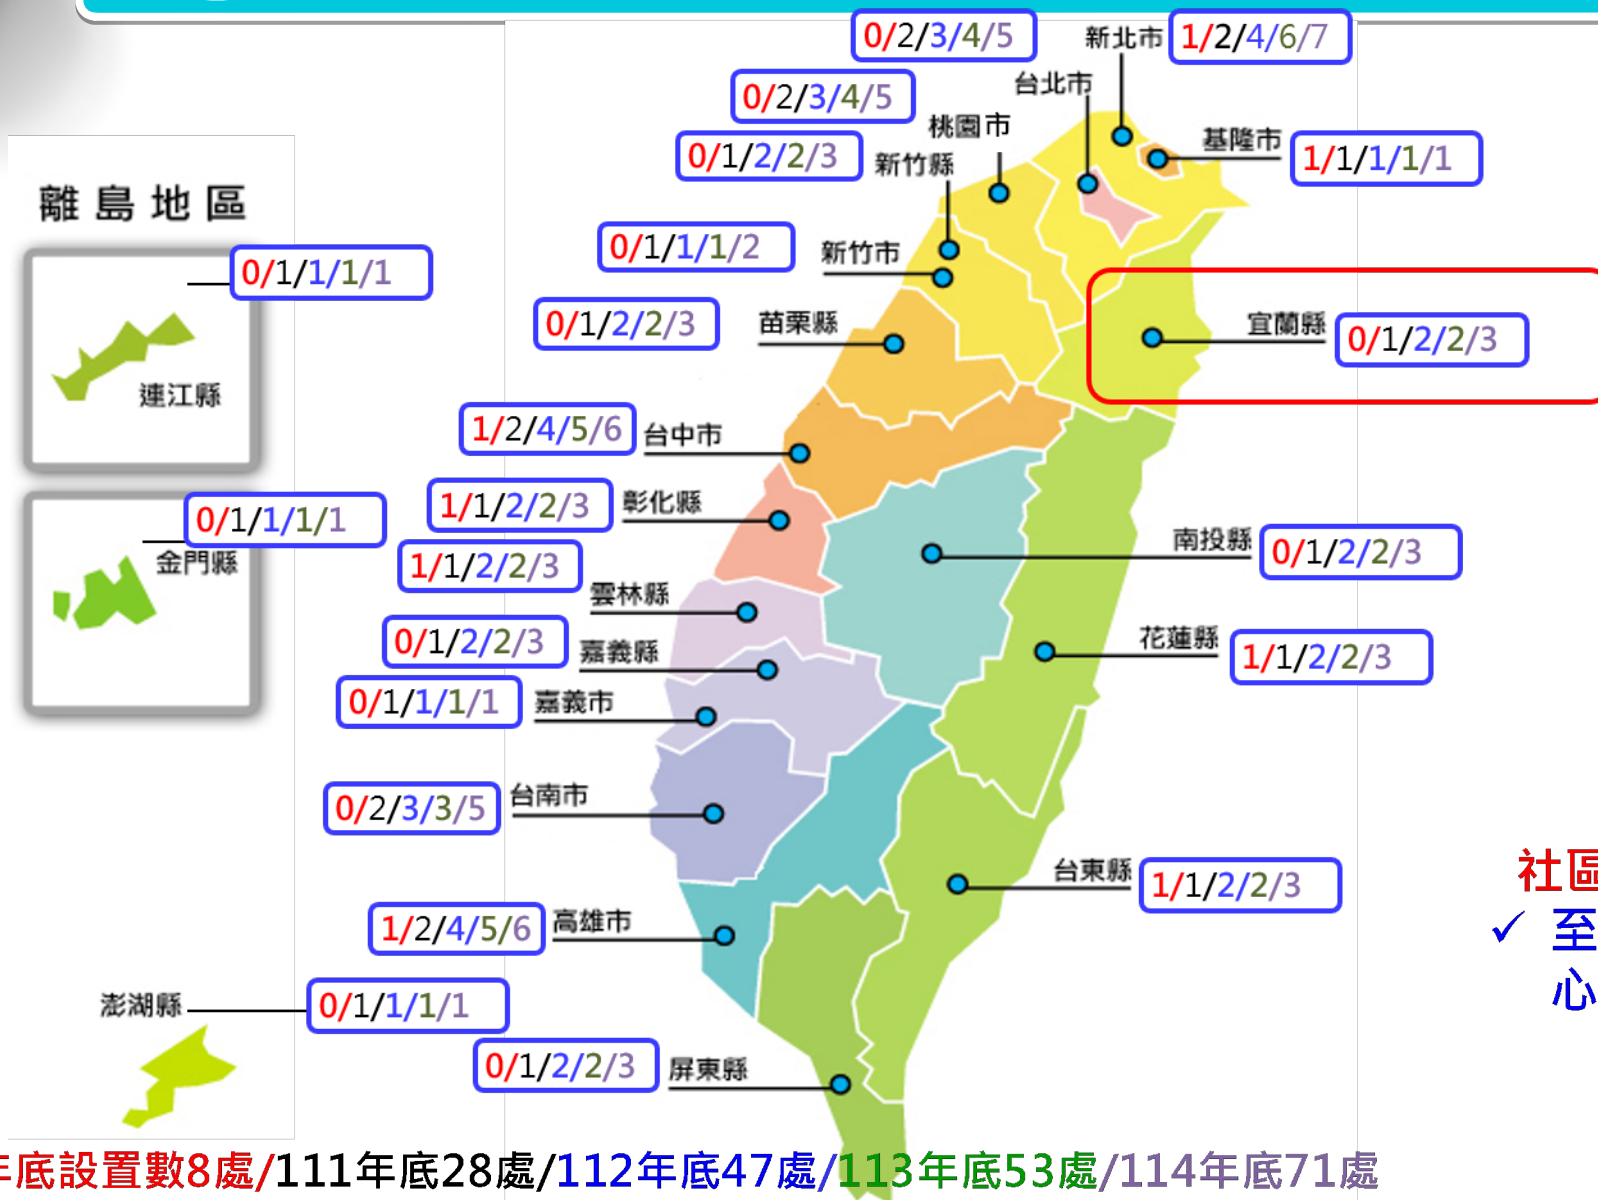 0/2/3/4/5
新北市
1/2/4/6/7
台北市
0/2/3/4/5
桃園市
0/1/2/2/3
新竹縣
基隆市
1/1/1/1/1
離島地區
0/1/1/1/2
新竹市
0/1/1/1/1
連江縣
0/1/2/2/3
苗栗縣
宜蘭縣
0/1/2/2/3
1/2/4/5/6
台中市
1/1/2/2/3
彰化縣
0/1/1/1/1
金門縣
南投縣
0/1/2/2/3
1/1/2/2/3
雲林縣
0/1/2/2/3
嘉義縣
花蓮縣
1/1/2/2/3
0/1/1/1/1
嘉義市
0/2/3/3/5
台南市
台東縣
1/1/2/2/3
社區
✓ 至
心
1/2/4/5/6
高雄市
澎湖縣
0/1/1/1/1
0/1/2/2/3
屏東縣
年底設置數8處/111年底28處/112年底47處/113年底53處/114年底71處